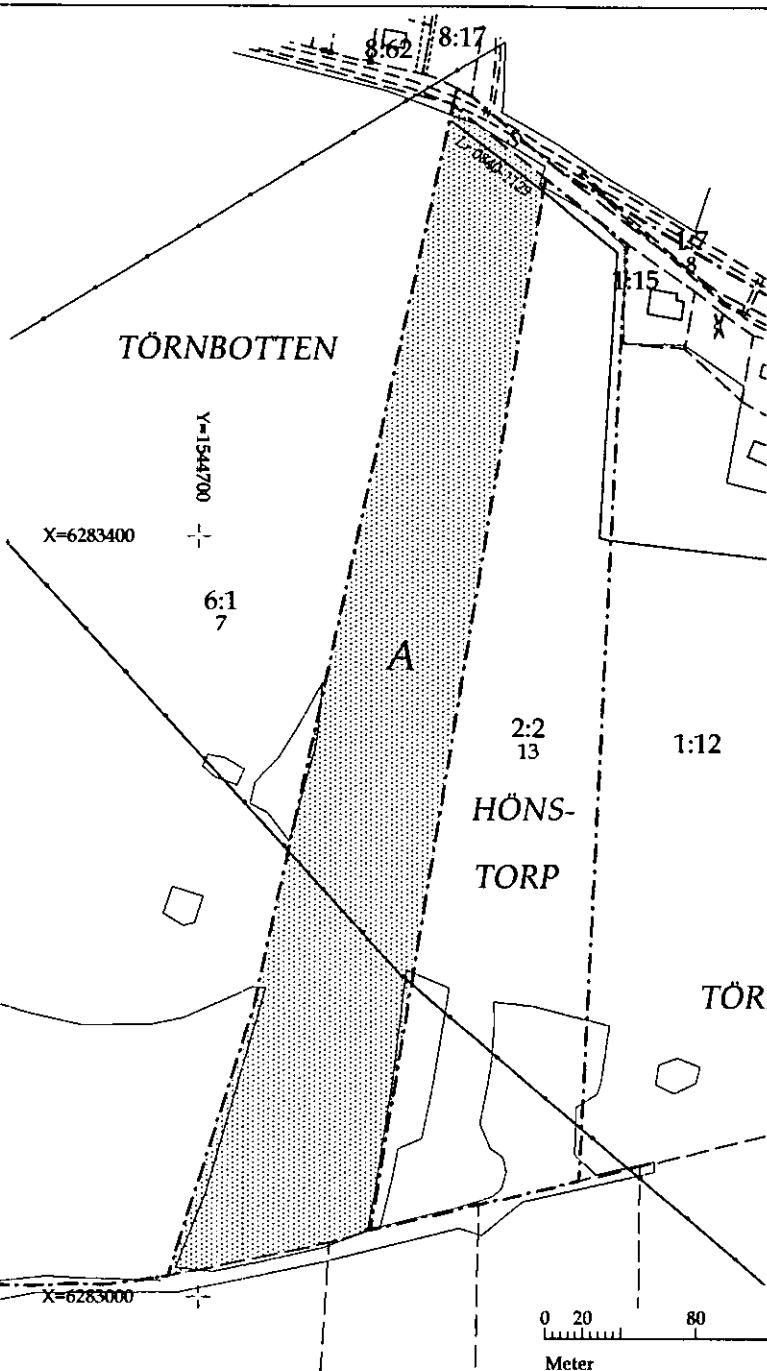 8:62
8:17
S
1:15
8
TÖRNBOTTEN
Y=1544700
X=6283400
6:1
7
A
2:2
13
1:12
HÖNS-
TORP
TÖR
X=6283000
0 20 80
Meter